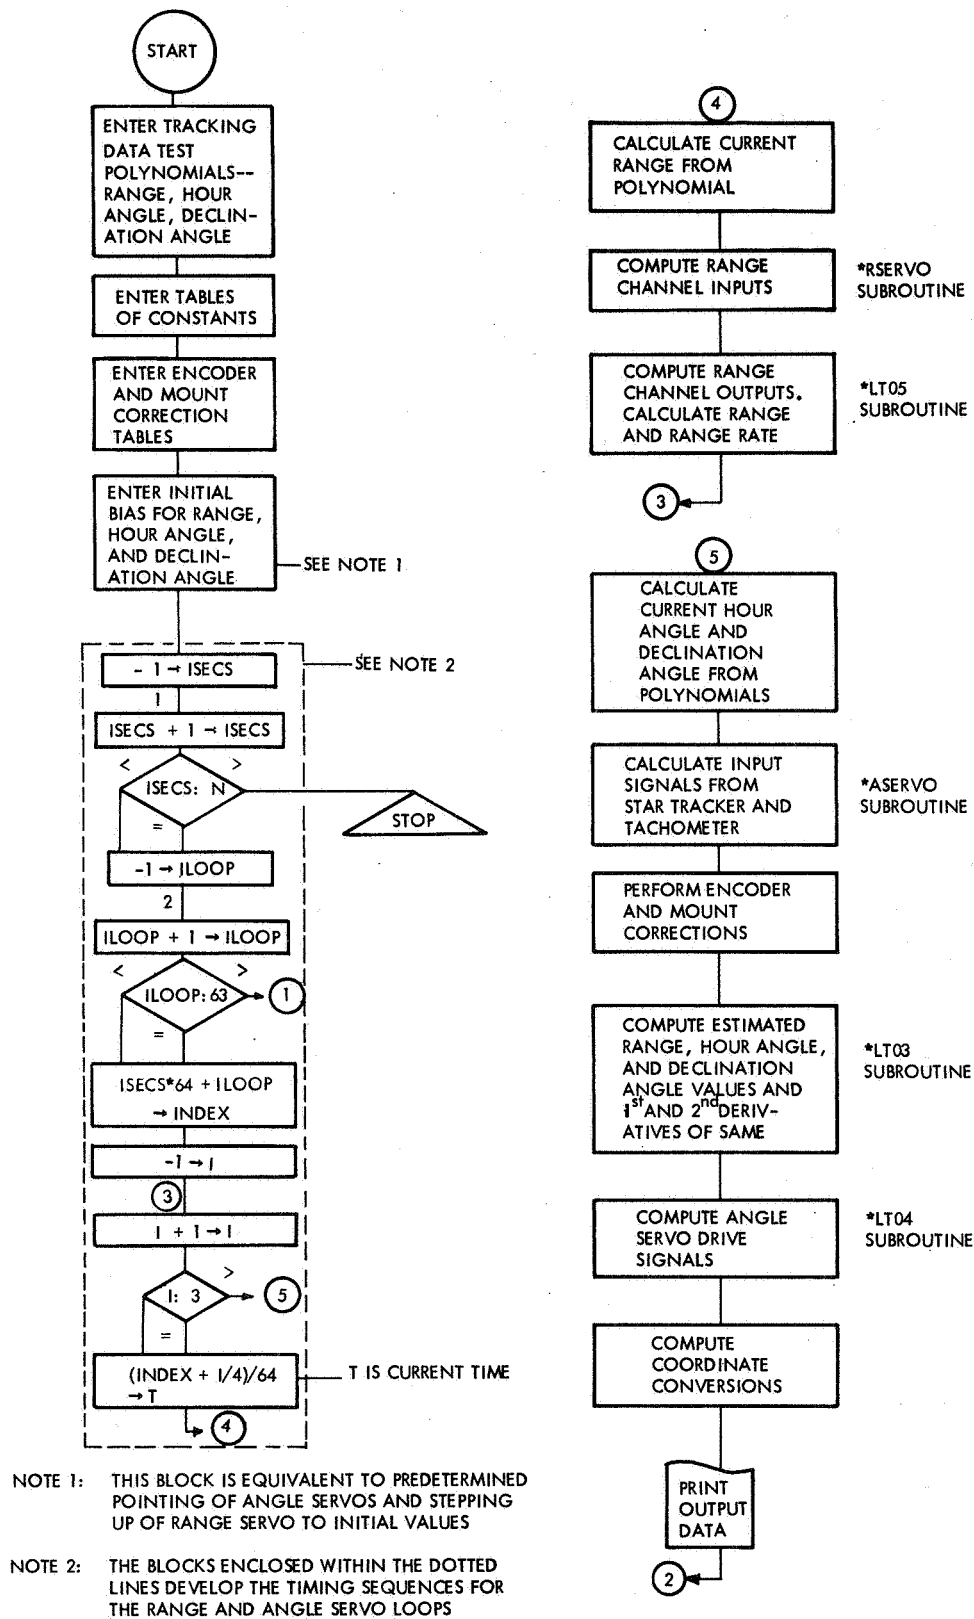 START
ENTER TRACKING
DATA TEST
POLYNOMIALS--
RANGE, HOUR
ANGLE, DECLIN-
ATION ANGLE
ENTER TABLES
OF CONSTANTS
ENTER ENCODER
AND MOUNT
CORRECTION
TABLES
ENTER INITIAL
BIAS FOR RANGE,
HOUR ANGLE,
AND DECLIN-
ATION ANGLE
SEE NOTE 1
SEE NOTE 2
- 1 → ISECS
1
ISECS + 1 → ISECS
< >
ISECS: N
=
STOP
-1 → ILOOP
2
ILOOP + 1 → ILOOP
< >
ILOOP: 63
1
=
ISECS*64 + ILOOP
→ INDEX
-1 → I
3
I + 1 → I
>
I: 3
5
=
(INDEX + I/4)/64
→ T
T IS CURRENT TIME
4
4
CALCULATE CURRENT
RANGE FROM
POLYNOMIAL
COMPUTE RANGE
CHANNEL INPUTS
*RSERVO
SUBROUTINE
COMPUTE RANGE
CHANNEL OUTPUTS.
CALCULATE RANGE
AND RANGE RATE
*LT05
SUBROUTINE
3
5
CALCULATE
CURRENT HOUR
ANGLE AND
DECLINATION
ANGLE FROM
POLYNOMIALS
CALCULATE INPUT
SIGNALS FROM
STAR TRACKER AND
TACHOMETER
*ASERVO
SUBROUTINE
PERFORM ENCODER
AND MOUNT
CORRECTIONS
COMPUTE ESTIMATED
RANGE, HOUR ANGLE,
AND DECLINATION
ANGLE VALUES AND
1st AND 2nd DERIV-
ATIVES OF SAME
*LT03
SUBROUTINE
COMPUTE ANGLE
SERVO DRIVE
SIGNALS
*LT04
SUBROUTINE
COMPUTE
COORDINATE
CONVERSIONS
PRINT
OUTPUT
DATA
2
NOTE 1: THIS BLOCK IS EQUIVALENT TO PREDETERMINED
POINTING OF ANGLE SERVOS AND STEPPING
UP OF RANGE SERVO TO INITIAL VALUES
NOTE 2: THE BLOCKS ENCLOSED WITHIN THE DOTTED
LINES DEVELOP THE TIMING SEQUENCES FOR
THE RANGE AND ANGLE SERVO LOOPS